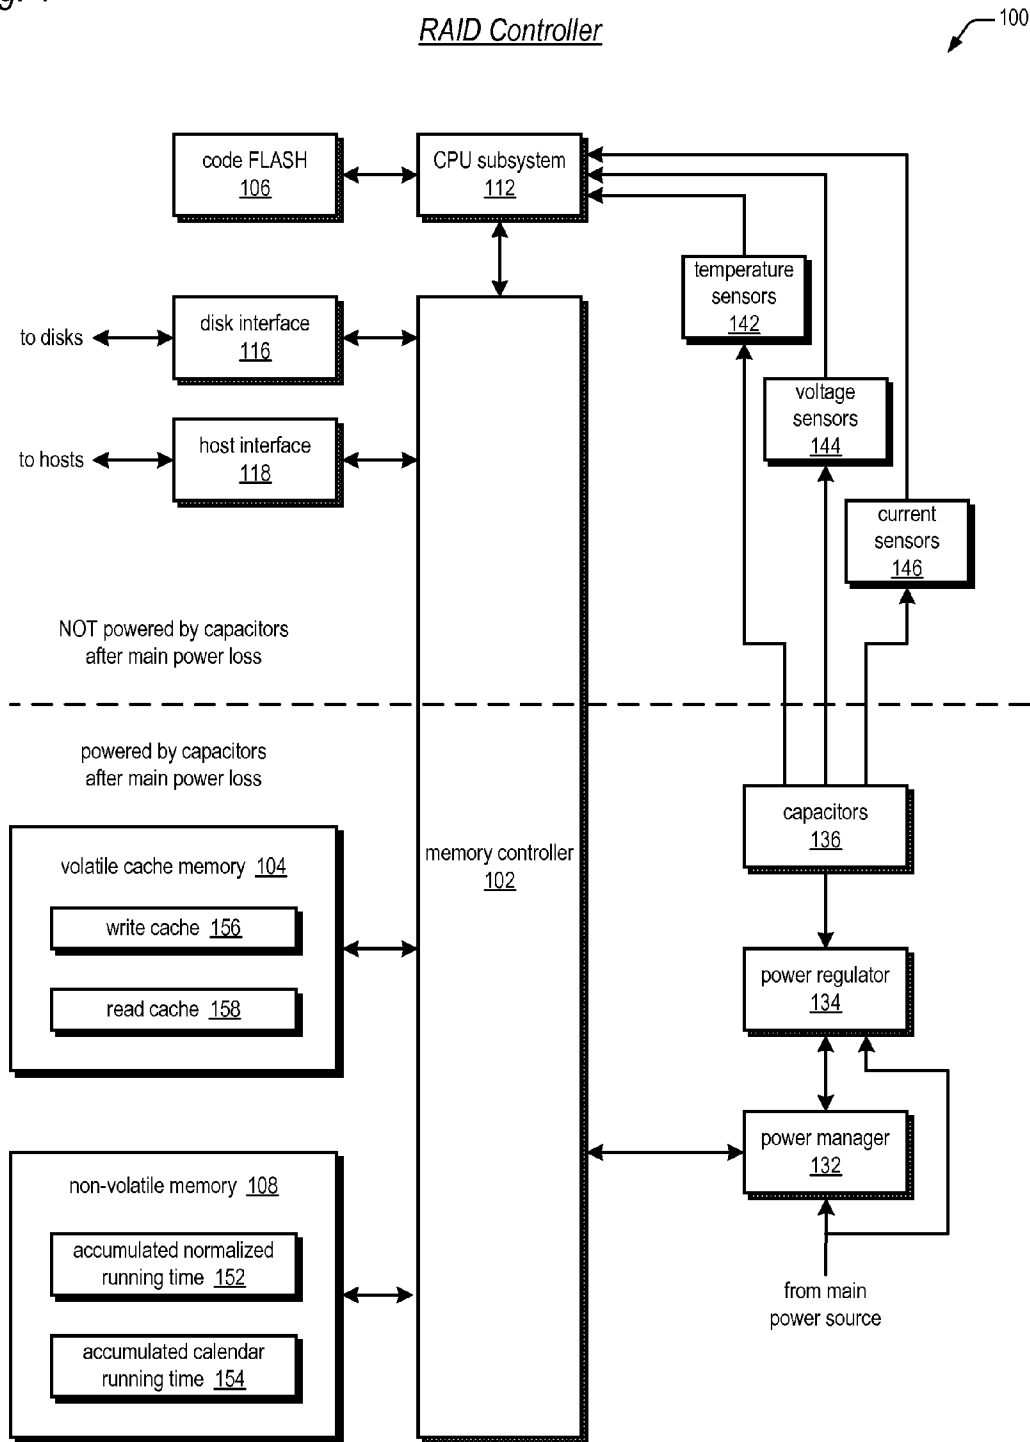 RAID Controller
100
code FLASH
106
CPU subsystem
112
temperature
sensors
142
disk interface
116
to disks
voltage
sensors
144
host interface
118
to hosts
current
sensors
146
NOT powered by capacitors
after main power loss
powered by capacitors
after main power loss
capacitors
136
memory controller
102
volatile cache memory 104
write cache 156
read cache 158
power regulator
134
power manager
132
non-volatile memory 108
accumulated normalized
running time 152
accumulated calendar
running time 154
from main
power source